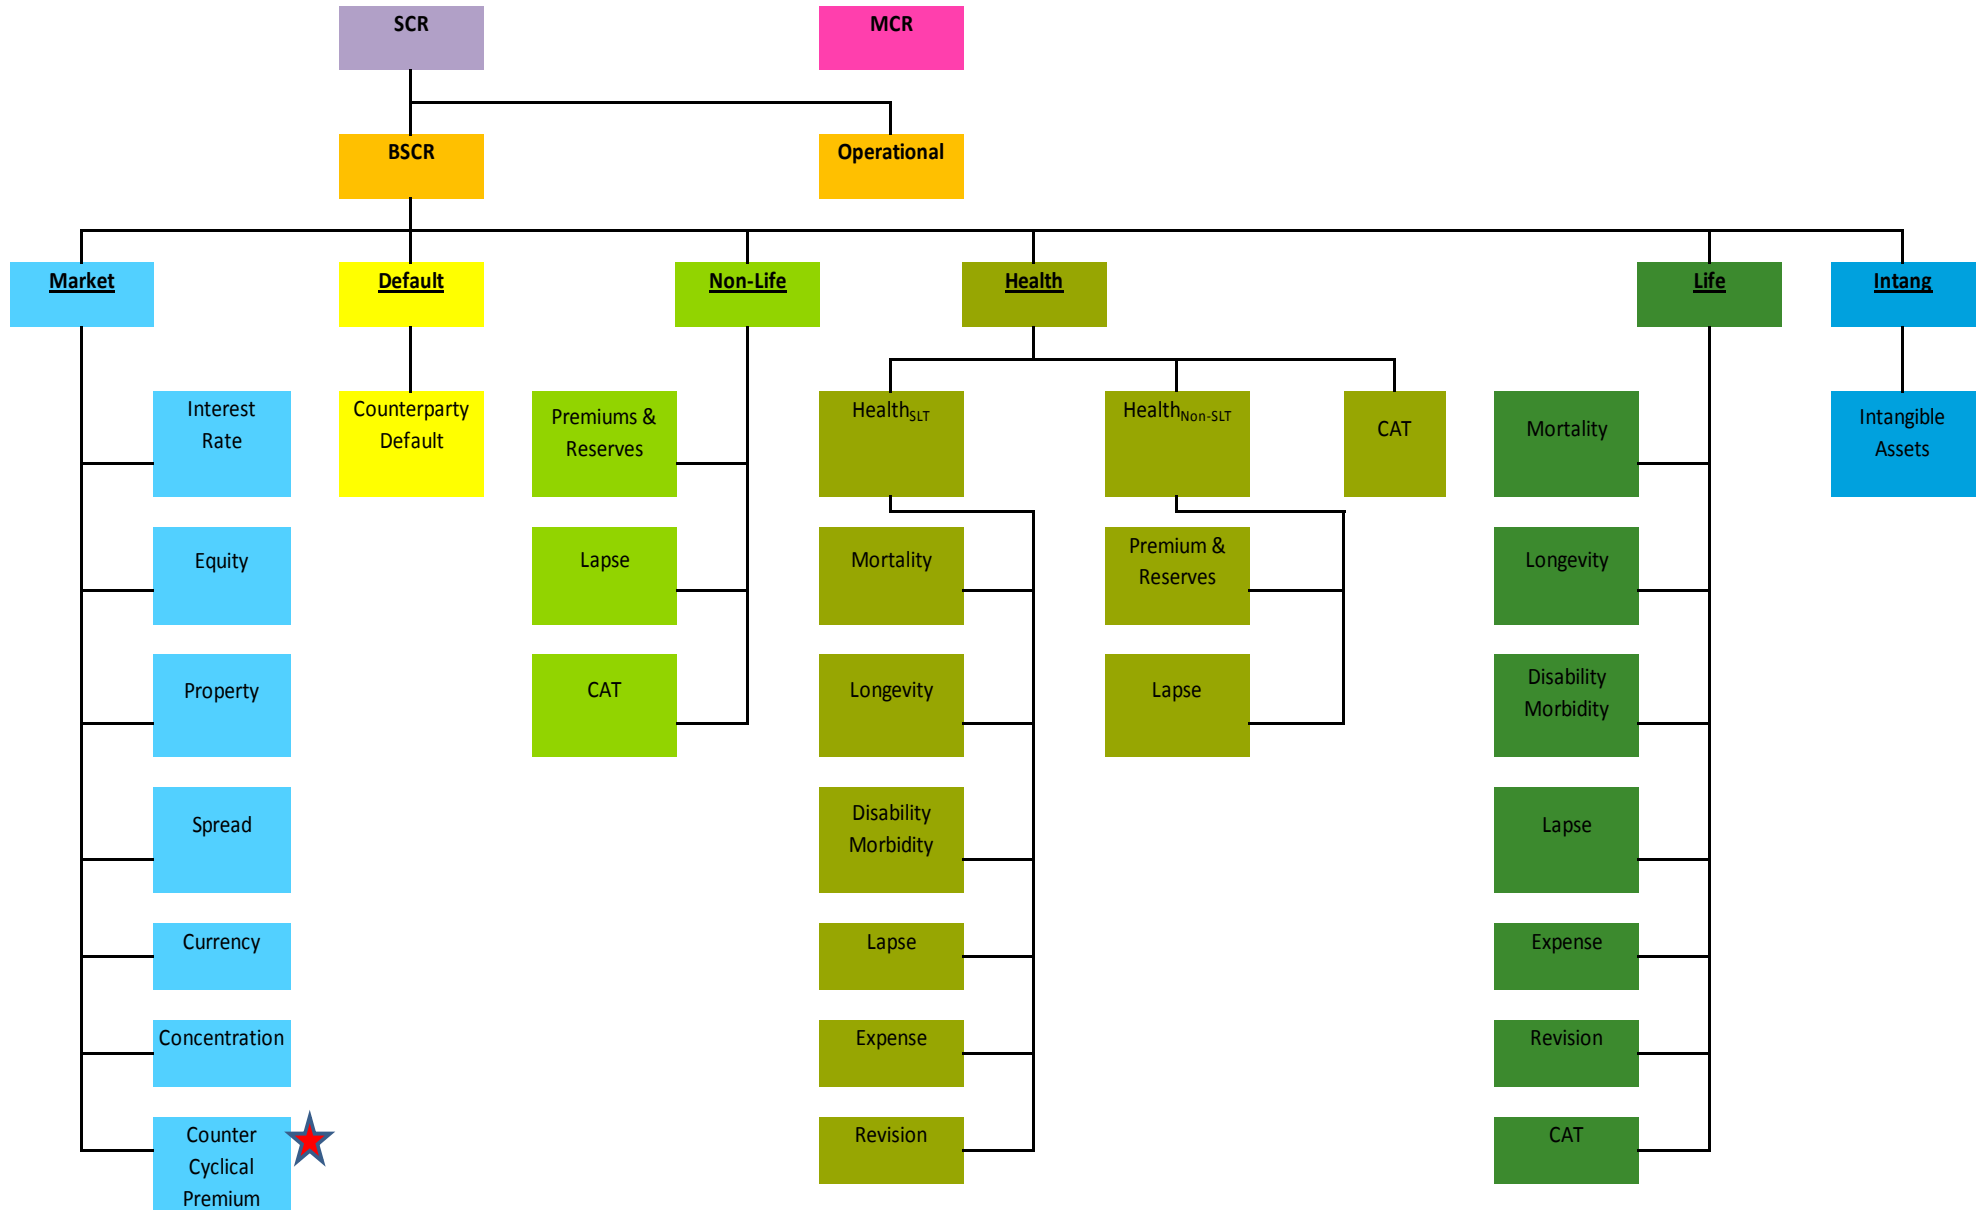 SCR
MCR
BSCR
Operational
Market
Default
Non-Life
Health
Life
Intang
Interest
Rate
Counterparty
Default
Premiums &
Reserves
HealthSLT
HealthNon-SLT
CAT
Mortality
Intangible
Assets
Equity
Lapse
Mortality
Premium &
Reserves
Longevity
Property
CAT
Longevity
Lapse
Disability
Morbidity
Spread
Disability
Morbidity
Lapse
Currency
Lapse
Expense
Concentration
Expense
Revision
Counter
Cyclical
Premium
Revision
CAT